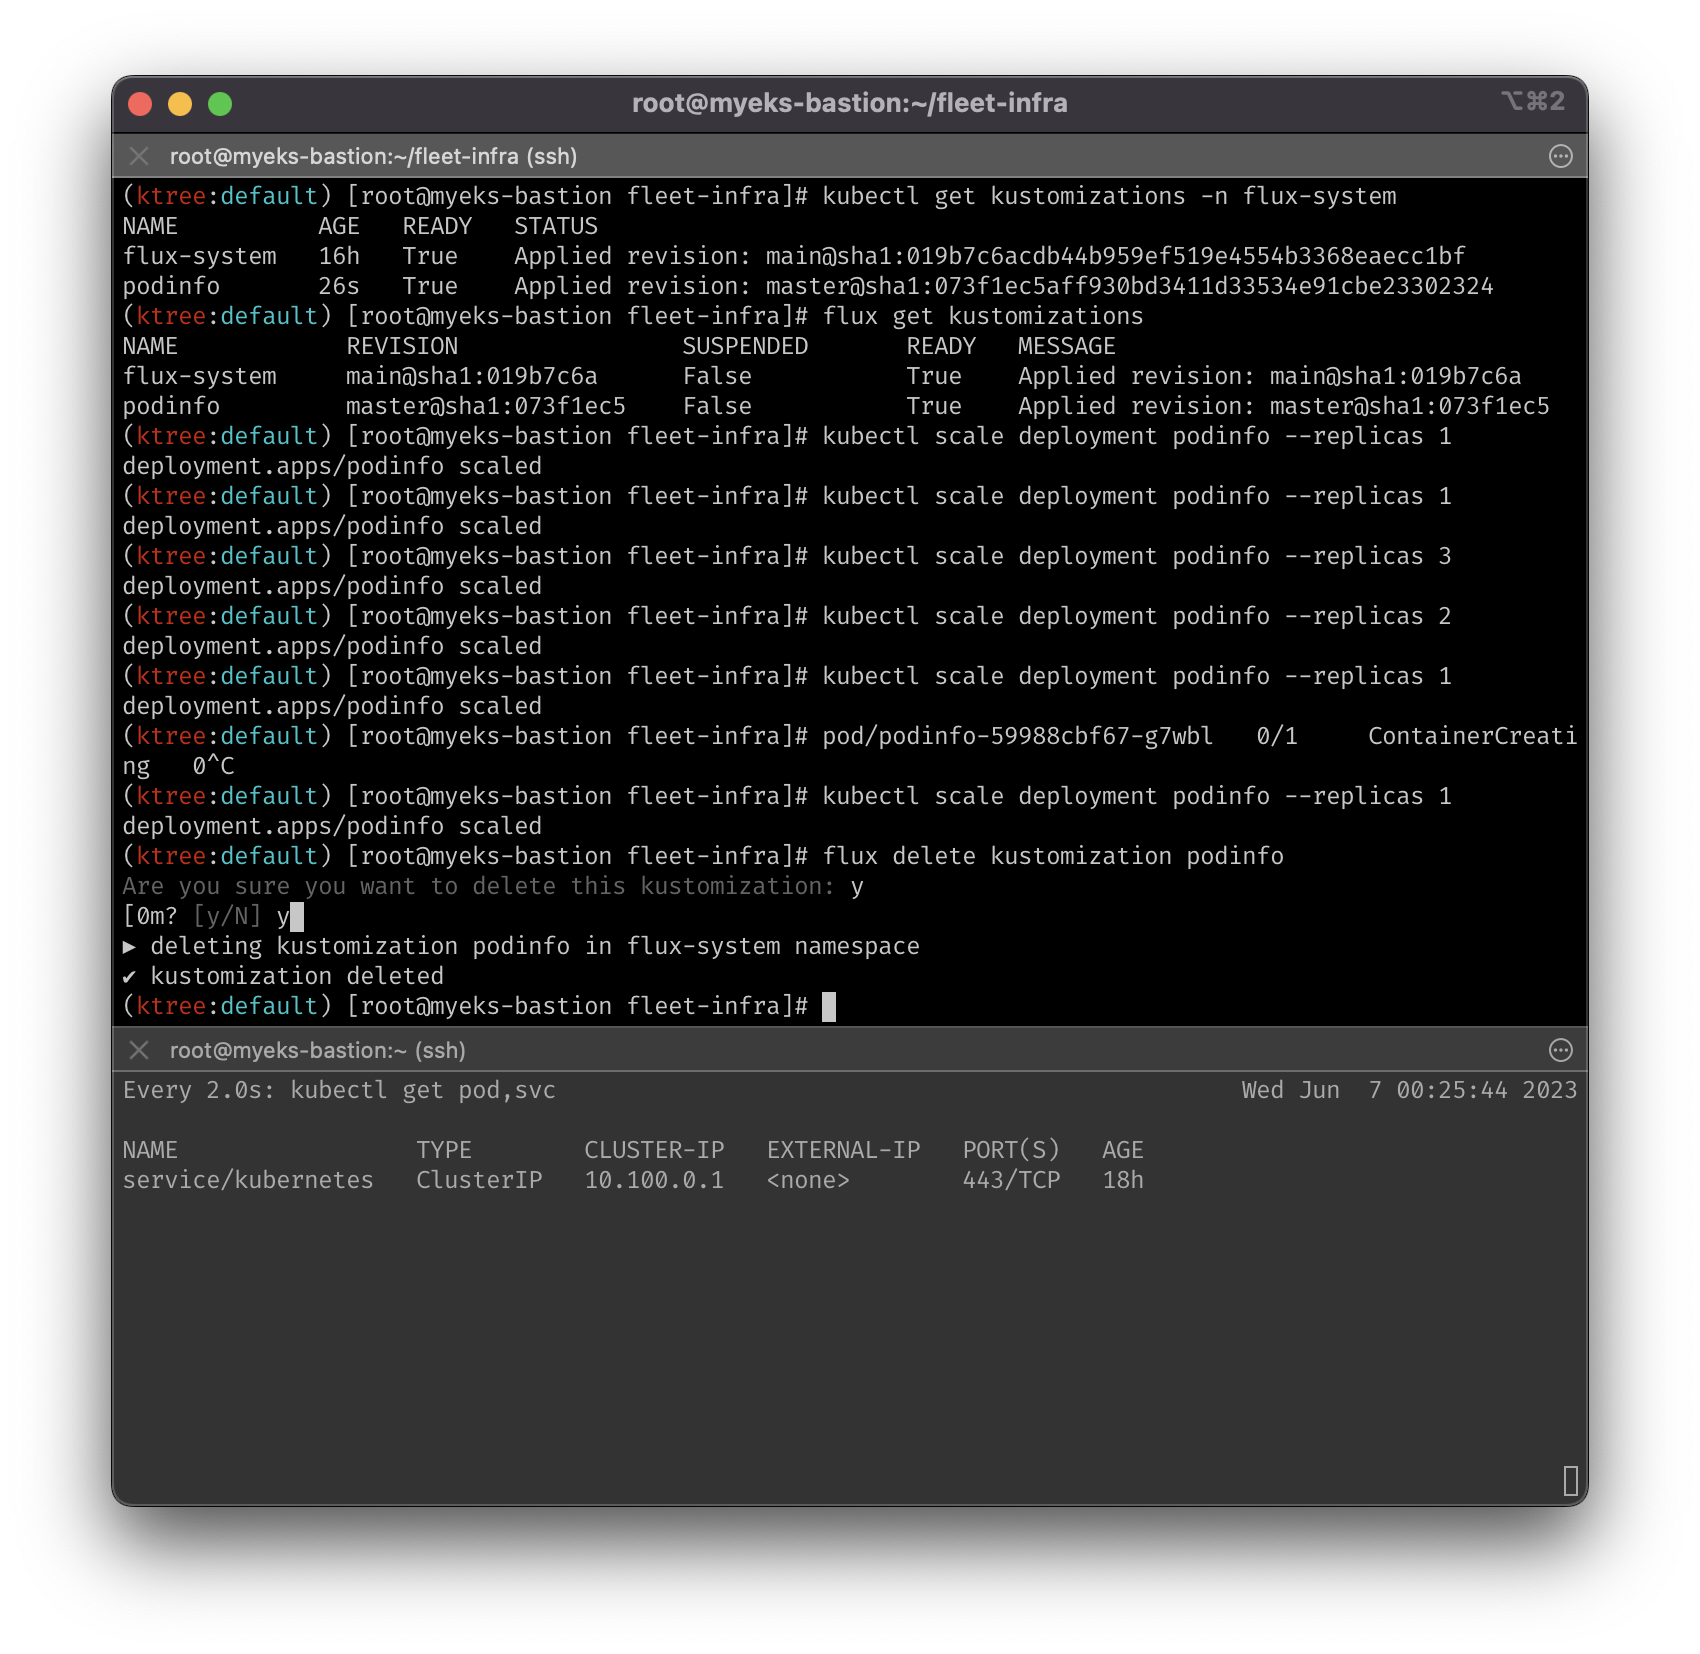 root@myeks-bastion:~/fleet-infra ⌥⌘2
root@myeks-bastion:~/fleet-infra (ssh)
(ktree:default) [root@myeks-bastion fleet-infra]# kubectl get kustomizations -n flux-system
NAME          AGE   READY   STATUS
flux-system   16h   True    Applied revision: main@sha1:019b7c6acdb44b959ef519e4554b3368eaecc1bf
podinfo       26s   True    Applied revision: master@sha1:073f1ec5aff930bd3411d33534e91cbe23302324
(ktree:default) [root@myeks-bastion fleet-infra]# flux get kustomizations
NAME            REVISION                SUSPENDED       READY   MESSAGE
flux-system     main@sha1:019b7c6a      False           True    Applied revision: main@sha1:019b7c6a
podinfo         master@sha1:073f1ec5    False           True    Applied revision: master@sha1:073f1ec5
(ktree:default) [root@myeks-bastion fleet-infra]# kubectl scale deployment podinfo --replicas 1
deployment.apps/podinfo scaled
(ktree:default) [root@myeks-bastion fleet-infra]# kubectl scale deployment podinfo --replicas 1
deployment.apps/podinfo scaled
(ktree:default) [root@myeks-bastion fleet-infra]# kubectl scale deployment podinfo --replicas 3
deployment.apps/podinfo scaled
(ktree:default) [root@myeks-bastion fleet-infra]# kubectl scale deployment podinfo --replicas 2
deployment.apps/podinfo scaled
(ktree:default) [root@myeks-bastion fleet-infra]# kubectl scale deployment podinfo --replicas 1
deployment.apps/podinfo scaled
(ktree:default) [root@myeks-bastion fleet-infra]# pod/podinfo-59988cbf67-g7wbl   0/1     ContainerCreati
ng   0^C
(ktree:default) [root@myeks-bastion fleet-infra]# kubectl scale deployment podinfo --replicas 1
deployment.apps/podinfo scaled
(ktree:default) [root@myeks-bastion fleet-infra]# flux delete kustomization podinfo
Are you sure you want to delete this kustomization: y
[0m? [y/N] y
► deleting kustomization podinfo in flux-system namespace
✔ kustomization deleted
(ktree:default) [root@myeks-bastion fleet-infra]#
root@myeks-bastion:~ (ssh)
Every 2.0s: kubectl get pod,svc                                                 Wed Jun  7 00:25:44 2023
NAME                 TYPE        CLUSTER-IP   EXTERNAL-IP   PORT(S)   AGE
service/kubernetes   ClusterIP   10.100.0.1   <none>        443/TCP   18h